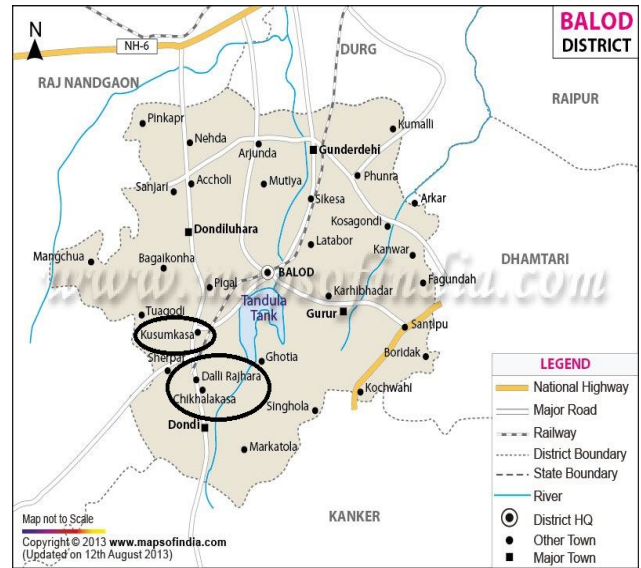 N
NH-6
DURG
BALOD
DISTRICT
RAJ NANDGAON
RAIPUR
Pinkapr
Kumalli
Nehda
Arjunda
Gunderdehi
Sanjari
Accholi
Mutiya
Phunra
Sikesa
Arkar
Dondiluhara
Kosagondi
Latabor
Kanwar
Mangchua
Bagaikonha
DHAMTARI
BALOD
www.mapsofindia.com
Pigal
Karhibhadar
Fagundah
Tandula
Tank
Tuagodi
Gurur
Kusumkasa
Santipu
Sherpar
Ghotia
Boridak
Dalli Rajhara
Chikhalakasa
Kochwahi
Singhola
Dondi
Markatola
KANKER
LEGEND
National Highway
Major Road
Railway
District Boundary
State Boundary
River
District HQ
Other Town
Major Town
Map not to Scale
Copyright © 2013 www.mapsofindia.com
(Updated on 12th August 2013)